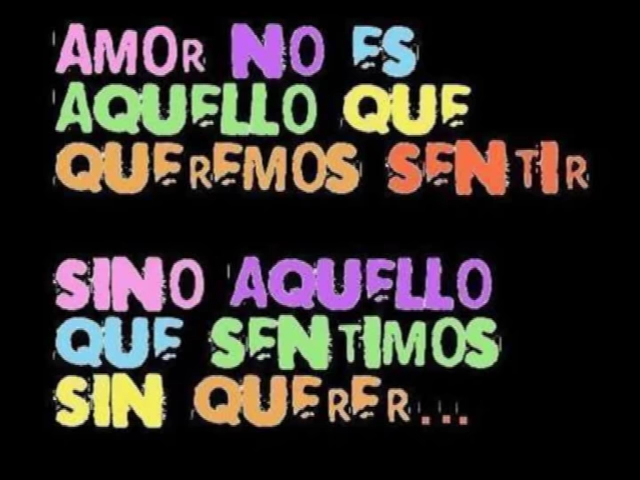 AMOR NO ES
AQUELLO QUE
QUEREMOS SENTIR
SINO AQUELLO
QUE SENTIMOS
SIN QUERER...